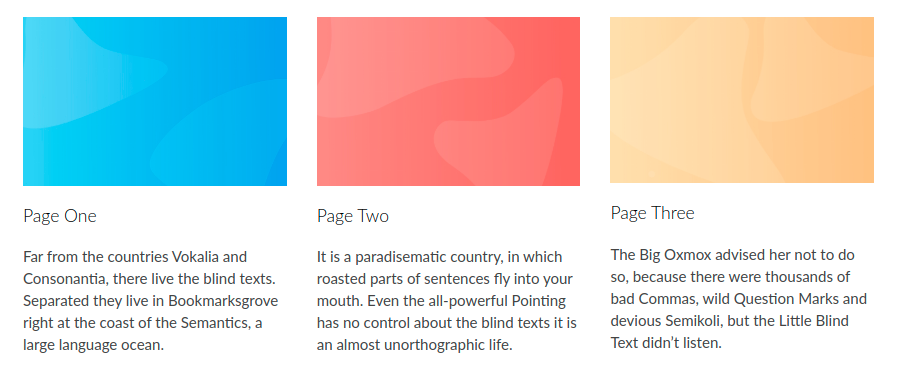 Page One
Far from the countries Vokalia and
Consonantia, there live the blind texts.
Separated they live in Bookmarksgrove
right at the coast of the Semantics, a
large language ocean.
Page Two
It is a paradisematic country, in which
roasted parts of sentences fly into your
mouth. Even the all-powerful Pointing
has no control about the blind texts it is
an almost unorthographic life.
Page Three
The Big Oxmox advised her not to do
so, because there were thousands of
bad Commas, wild Question Marks and
devious Semikoli, but the Little Blind
Text didn’t listen.